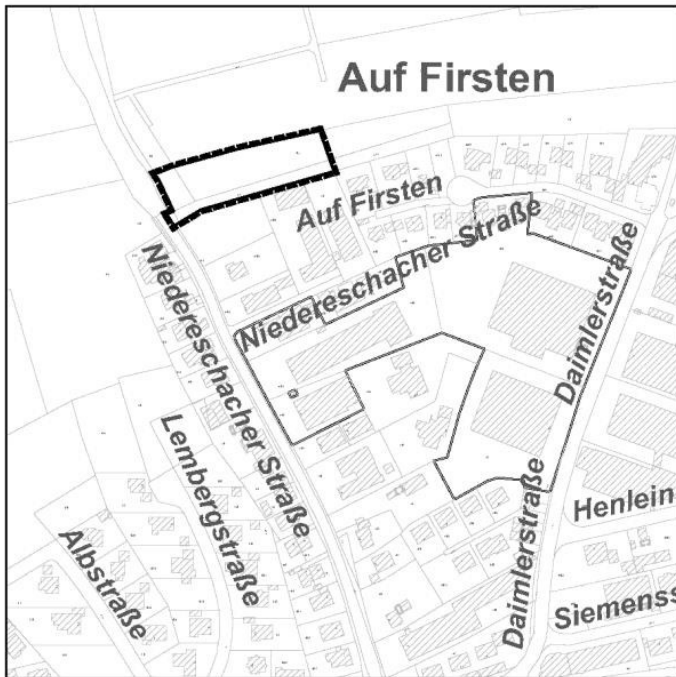 Auf Firsten
Auf Firsten
Niedereschacher Straße
Daimlerstraße
Niedereschacher Straße
Lembergstraße
Albstraße
Daimlerstraße
Henlein
Siemenss